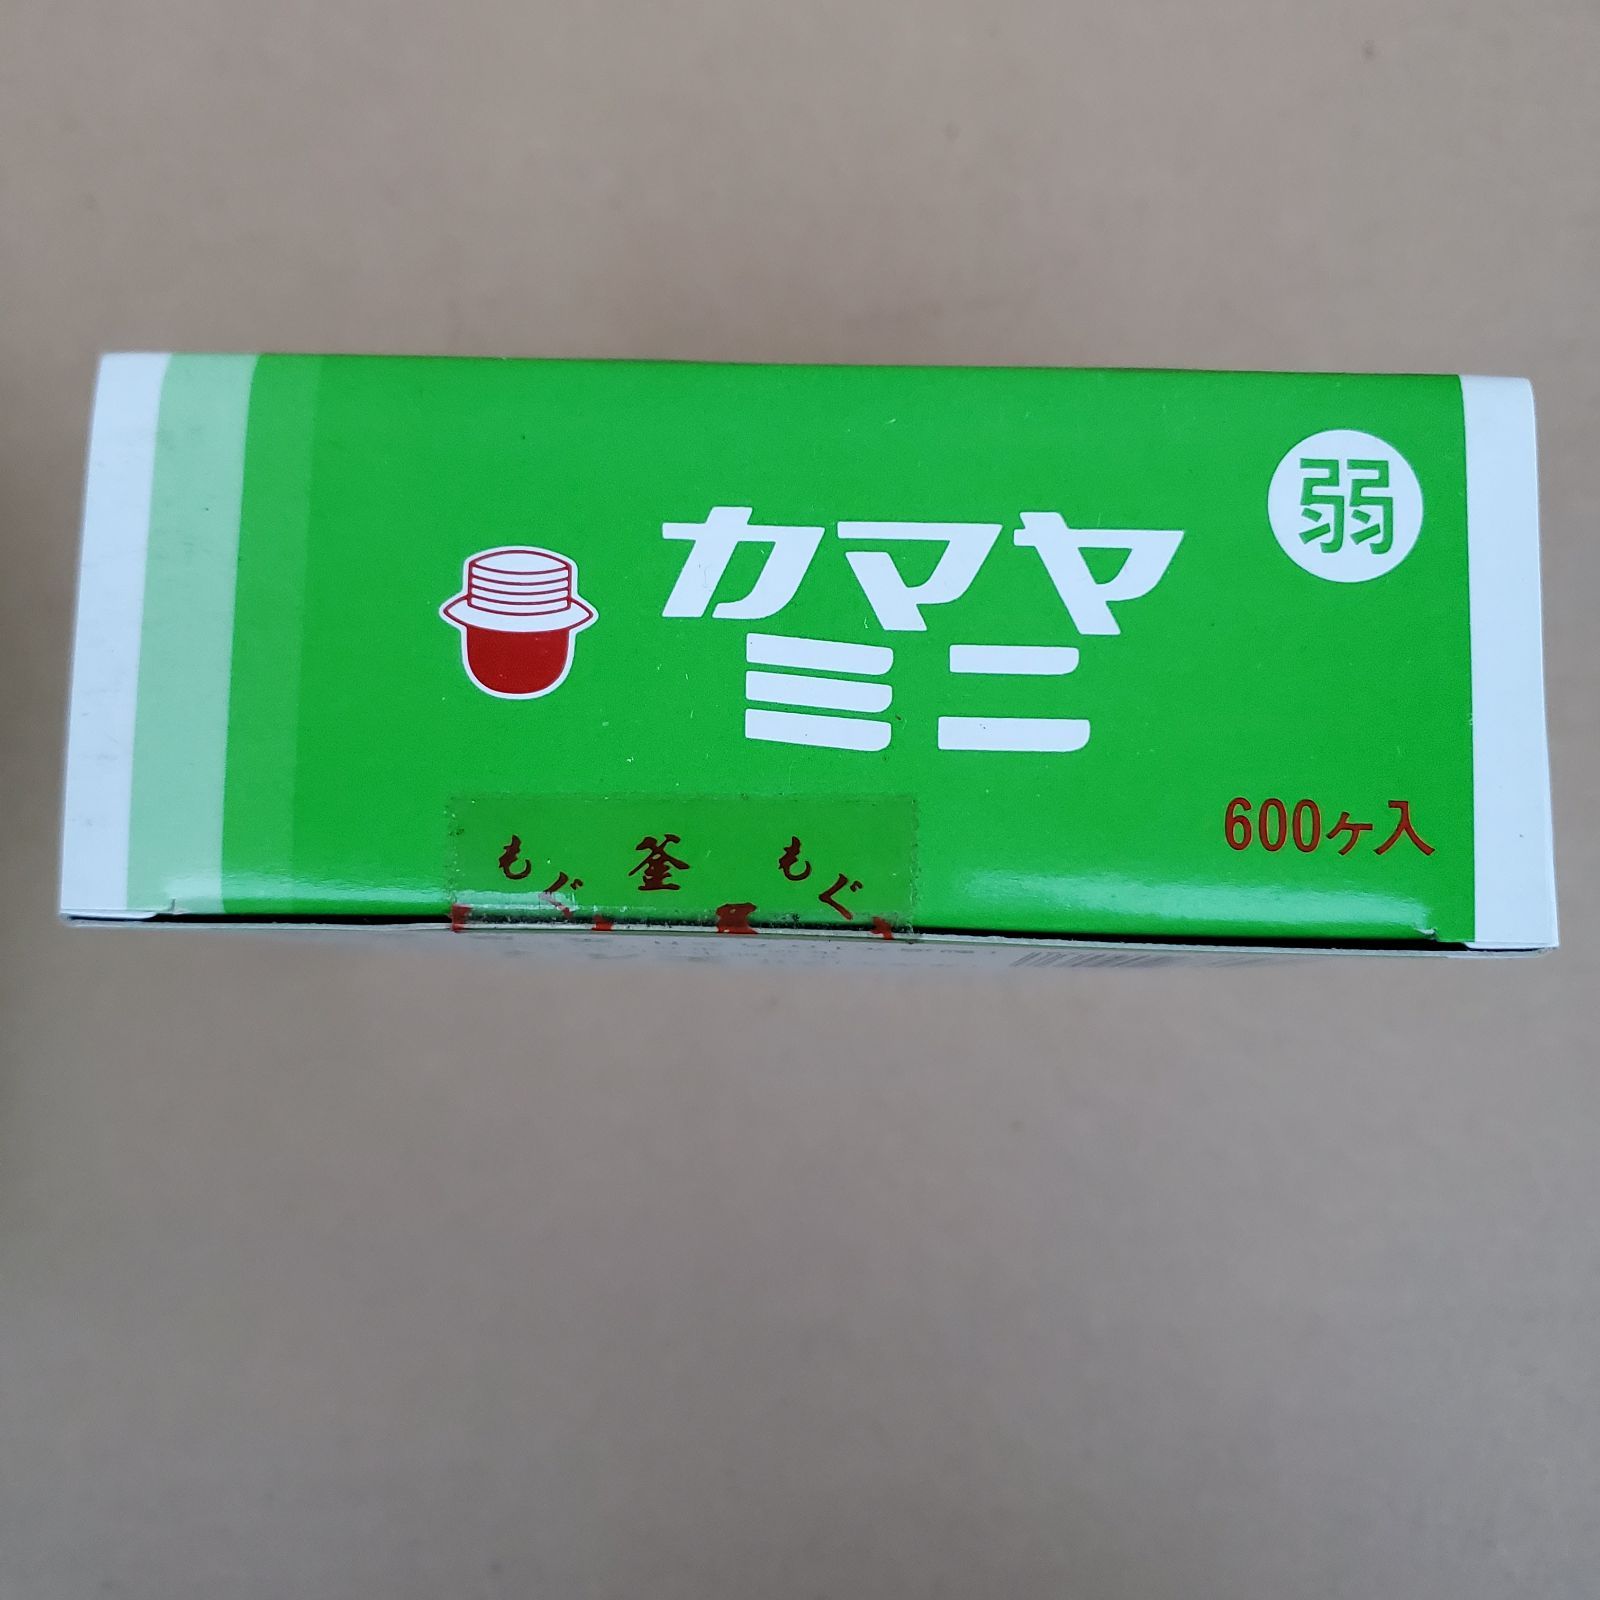 弱
カマヤ
ミニ
600ヶ入
もぐ 釜 もぐ